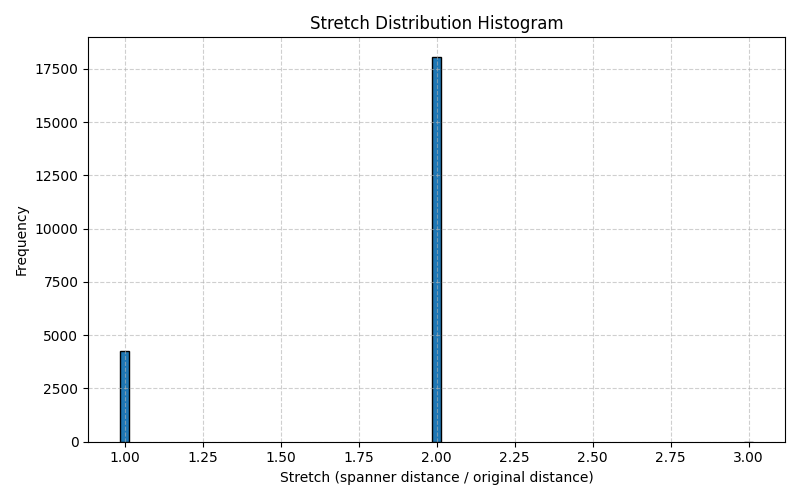 Stretch Distribution Histogram
Frequency
17500
15000
12500
10000
7500
5000
2500
0
1.00 1.25 1.50 1.75 2.00 2.25 2.50 2.75 3.00
Stretch (spanner distance / original distance)